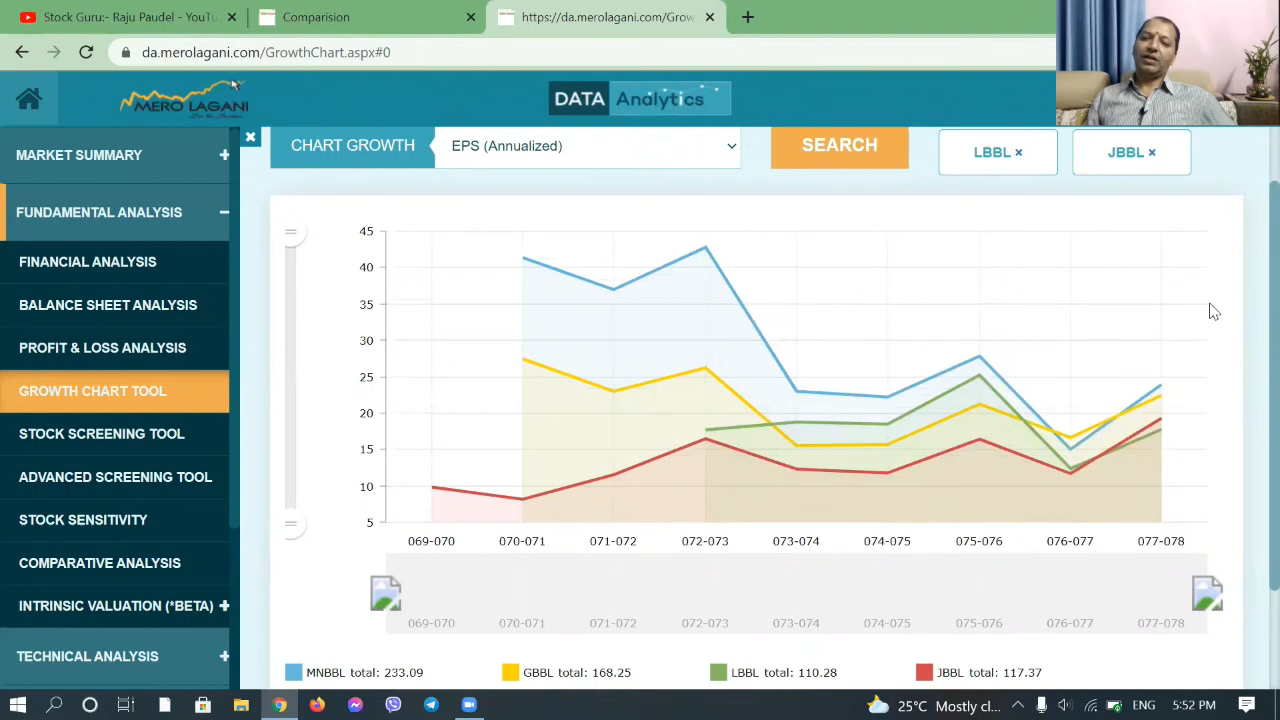 Stock Guru:- Raju Paudel - YouTu
Comparision
https://da.merolagani.com/Grow
da.merolagani.com/GrowthChart.aspx#0
MERO LAGANI
DATA Analytics
MARKET SUMMARY
FUNDAMENTAL ANALYSIS
FINANCIAL ANALYSIS
BALANCE SHEET ANALYSIS
PROFIT & LOSS ANALYSIS
GROWTH CHART TOOL
STOCK SCREENING TOOL
ADVANCED SCREENING TOOL
STOCK SENSITIVITY
COMPARATIVE ANALYSIS
INTRINSIC VALUATION (*BETA)
TECHNICAL ANALYSIS
CHART GROWTH
EPS (Annualized)
SEARCH
LBBL ×
JBBL ×
45
40
35
30
25
20
15
10
5
069-070 070-071 071-072 072-073 073-074 074-075 075-076 076-077 077-078
069-070 070-071 071-072 072-073 073-074 074-075 075-076 076-077 077-078
MNBBL total: 233.09 GBBL total: 168.25 LBBL total: 110.28 JBBL total: 117.37
25°C Mostly cl... ENG 5:52 PM